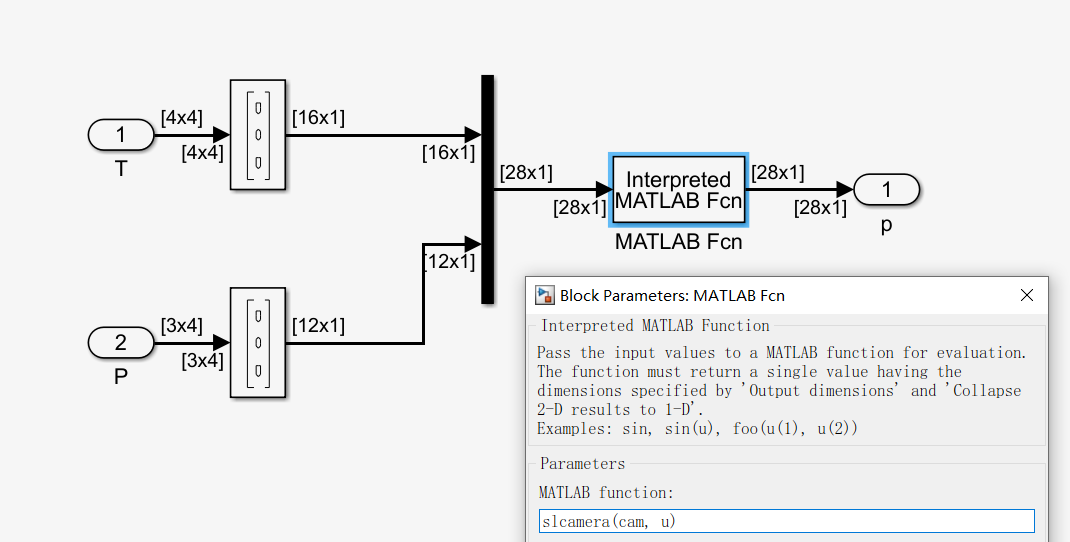 [4x4]
[16x1]
1
[4x4]
[16x1]
T
[28x1]
[28x1]
Interpreted
MATLAB Fcn
1
[28x1]
[28x1]
p
MATLAB Fcn
[12x1]
[3x4]
[12x1]
2
[3x4]
P
Block Parameters: MATLAB Fcn
Interpreted MATLAB Function
Pass the input values to a MATLAB function for evaluation.
The function must return a single value having the
dimensions specified by 'Output dimensions' and 'Collapse
2-D results to 1-D'.
Examples: sin, sin(u), foo(u(1), u(2))
Parameters
MATLAB function:
slcamera(cam, u)